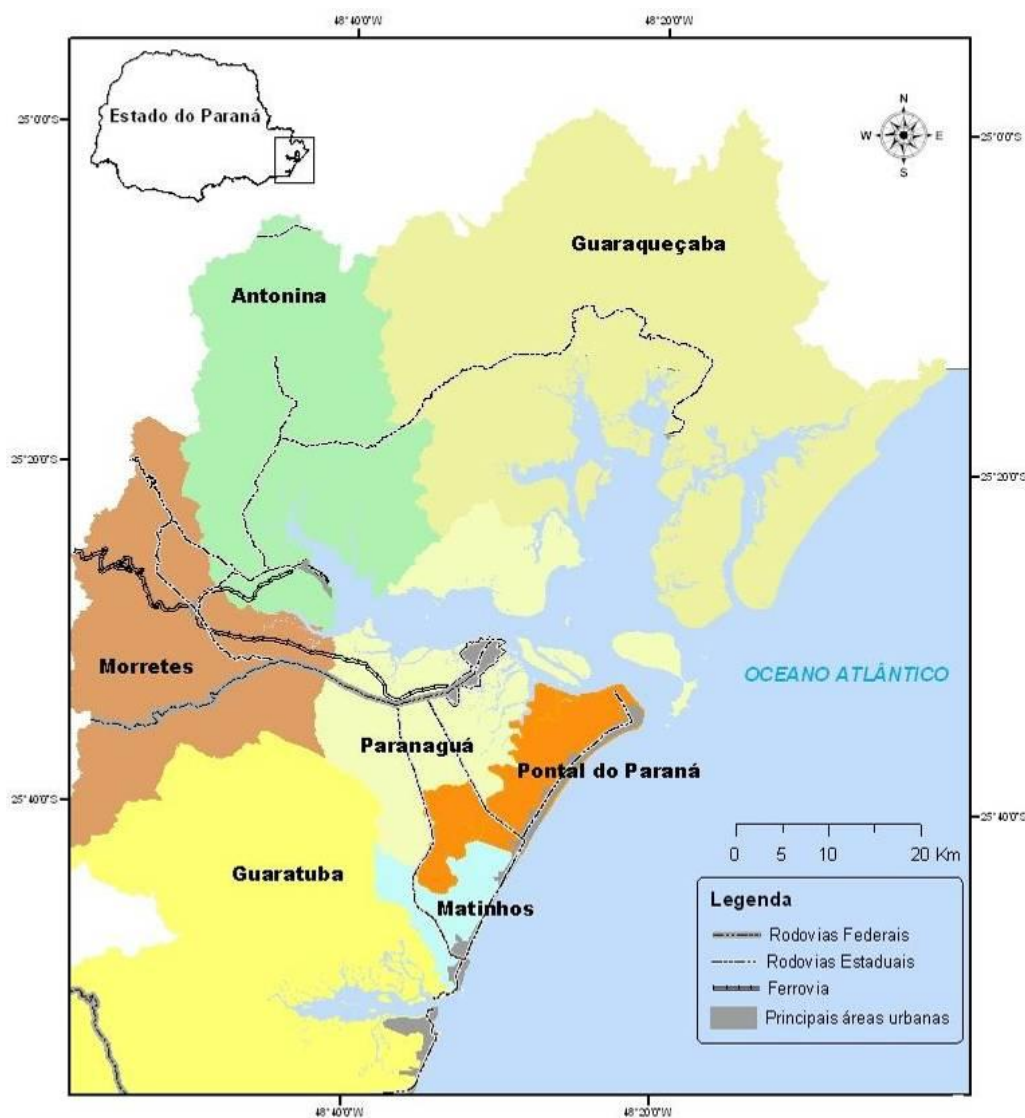 48°40'0"W
48°20'0"W
Estado do Paraná
N
W
E
S
25°0'0"S
25°0'0"S
Guaraqueçaba
Antonina
25°20'0"S
25°20'0"S
Morretes
OCEANO ATLÂNTICO
Paranaguá
Pontal do Paraná
25°40'0"S
25°40'0"S
0 5 10 20 Km
Guaratuba
Matinhos
Legenda
Rodovias Federais
Rodovias Estaduais
Ferrovia
Principais áreas urbanas
48°40'0"W
48°20'0"W